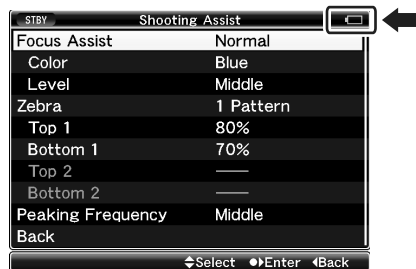 STBY Shooting Assist
Focus Assist Normal
Color Blue
Level Middle
Zebra 1 Pattern
Top 1 80%
Bottom 1 70%
Top 2 ——
Bottom 2 ——
Peaking Frequency Middle
Back
Select Enter Back